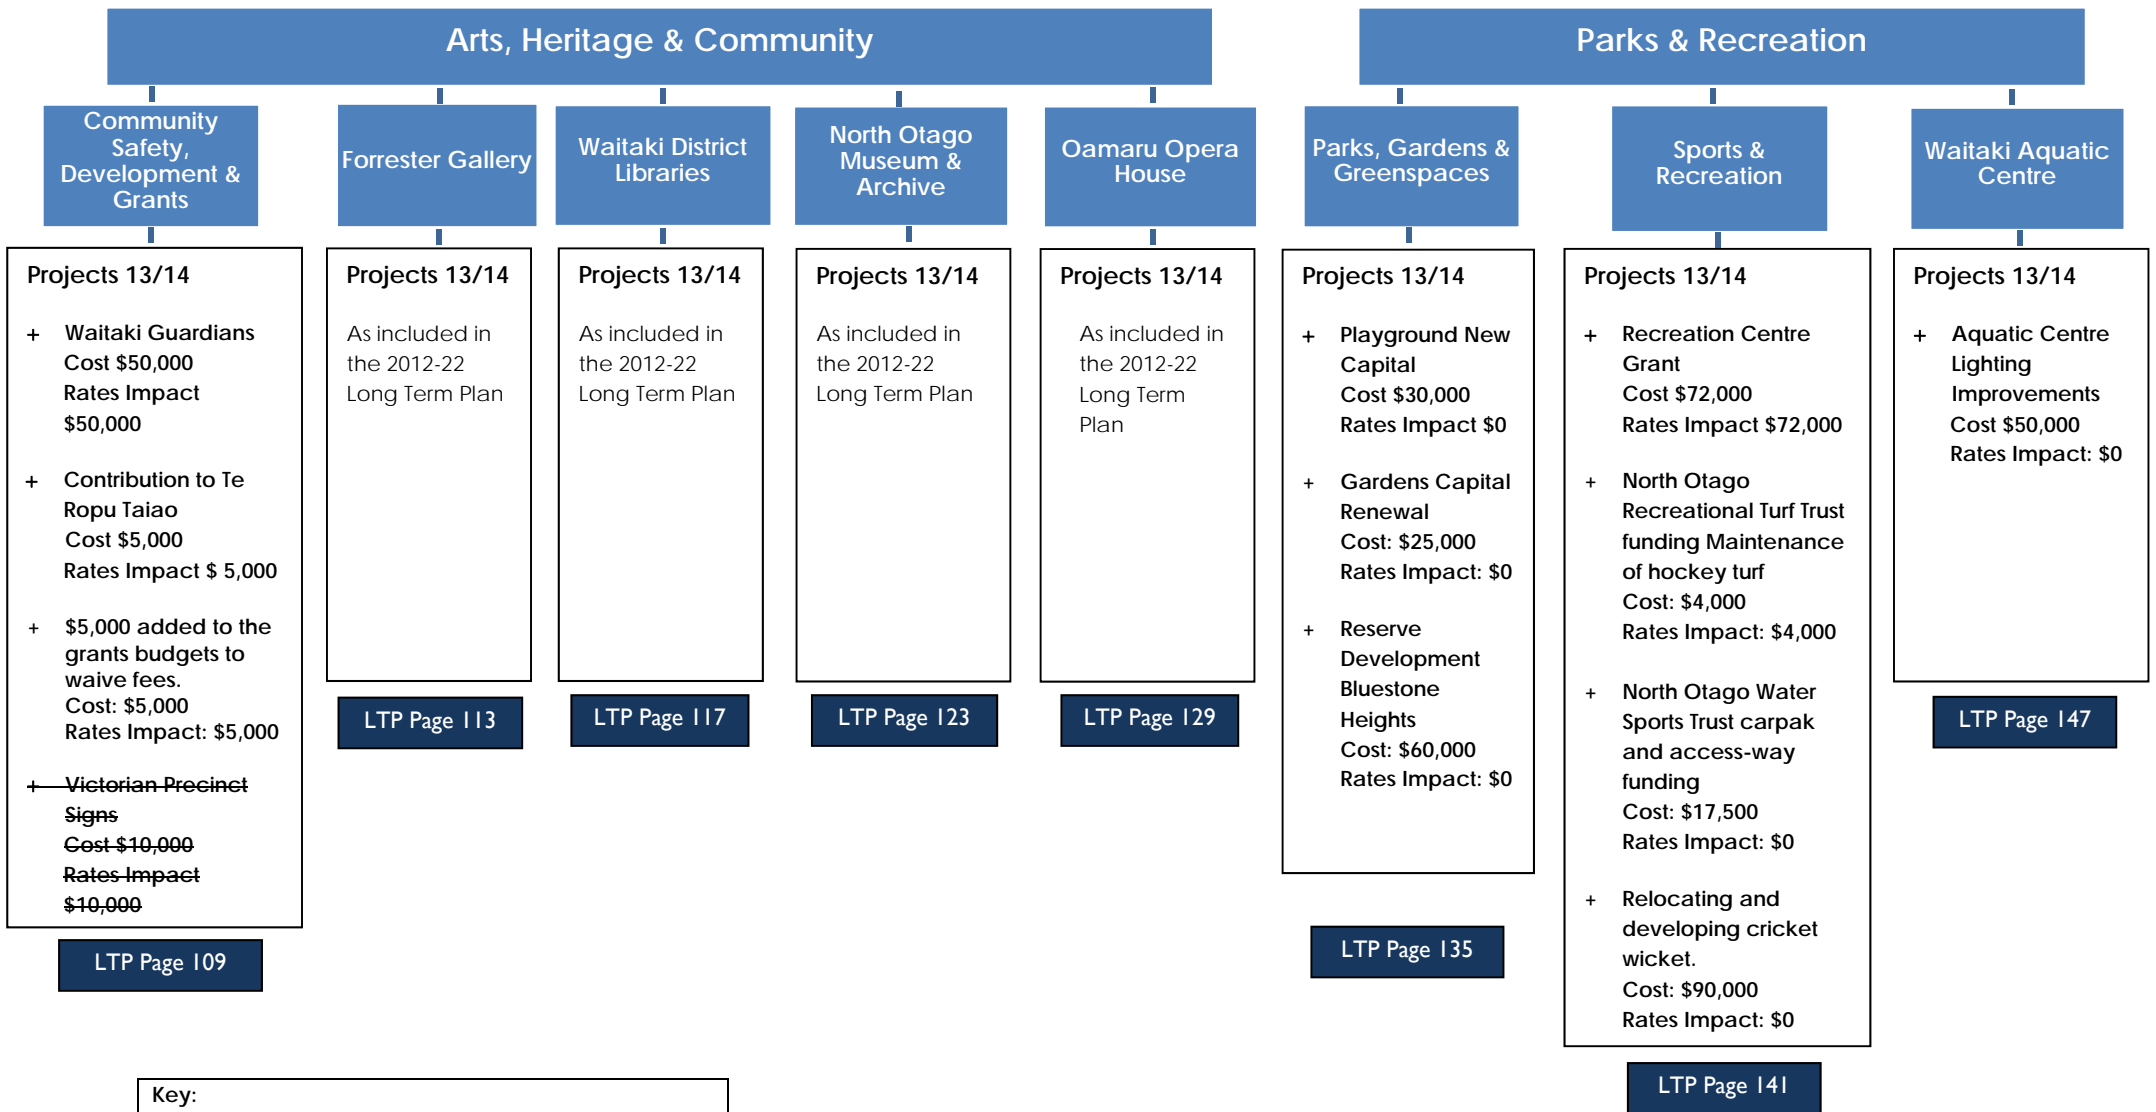 Arts, Heritage & Community
Parks & Recreation
Community
Safety,
Development &
Grants
Forrester Gallery
Waitaki District
Libraries
North Otago
Museum &
Archive
Oamaru Opera
House
Parks, Gardens &
Greenspaces
Sports &
Recreation
Waitaki Aquatic
Centre
Projects 13/14
+ Waitaki Guardians
Cost $50,000
Rates Impact
$50,000
+ Contribution to Te
Ropu Taiao
Cost $5,000
Rates Impact $ 5,000
+ $5,000 added to the
grants budgets to
waive fees.
Cost: $5,000
Rates Impact: $5,000
+ Victorian Precinct
Signs
Cost $10,000
Rates Impact
$10,000
LTP Page 109
Projects 13/14
As included in
the 2012-22
Long Term Plan
LTP Page 113
Projects 13/14
As included in
the 2012-22
Long Term Plan
LTP Page 117
Projects 13/14
As included in
the 2012-22
Long Term Plan
LTP Page 123
Projects 13/14
As included in
the 2012-22
Long Term
Plan
LTP Page 129
Projects 13/14
+ Playground New
Capital
Cost $30,000
Rates Impact $0
+ Gardens Capital
Renewal
Cost: $25,000
Rates Impact: $0
+ Reserve
Development
Bluestone
Heights
Cost: $60,000
Rates Impact: $0
LTP Page 135
Projects 13/14
+ Recreation Centre
Grant
Cost $72,000
Rates Impact $72,000
+ North Otago
Recreational Turf Trust
funding Maintenance
of hockey turf
Cost: $4,000
Rates Impact: $4,000
+ North Otago Water
Sports Trust carpak
and access-way
funding
Cost: $17,500
Rates Impact: $0
+ Relocating and
developing cricket
wicket.
Cost: $90,000
Rates Impact: $0
LTP Page 141
Projects 13/14
+ Aquatic Centre
Lighting
Improvements
Cost $50,000
Rates Impact: $0
LTP Page 147
Key: